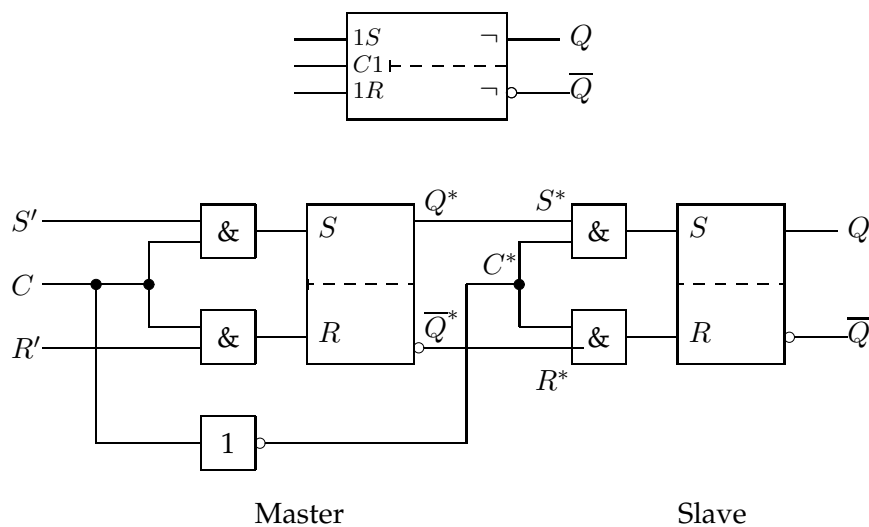 1S ¬ Q
C1
1R ¬ Q̅
S′ & S Q* S* & S Q
C C*
R′ & R Q̅* & R Q̅
R*
1
Master Slave